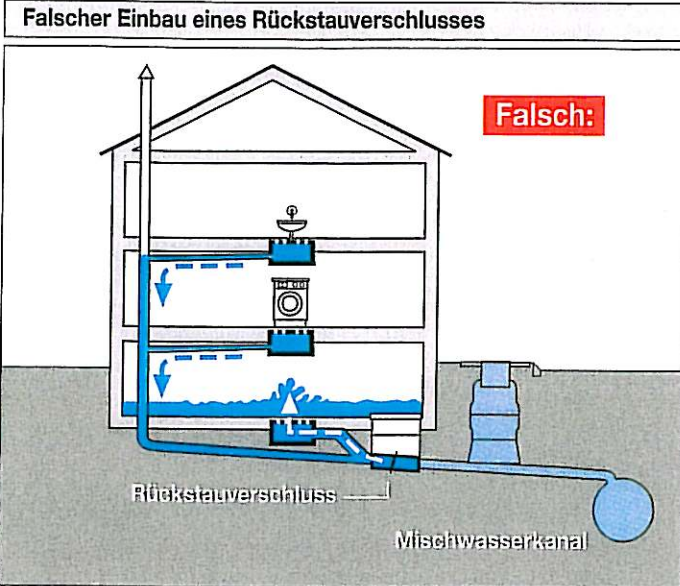 Falscher Einbau eines Rückstauverschlusses
Falsch:
Rückstauverschluss
Mischwasserkanal